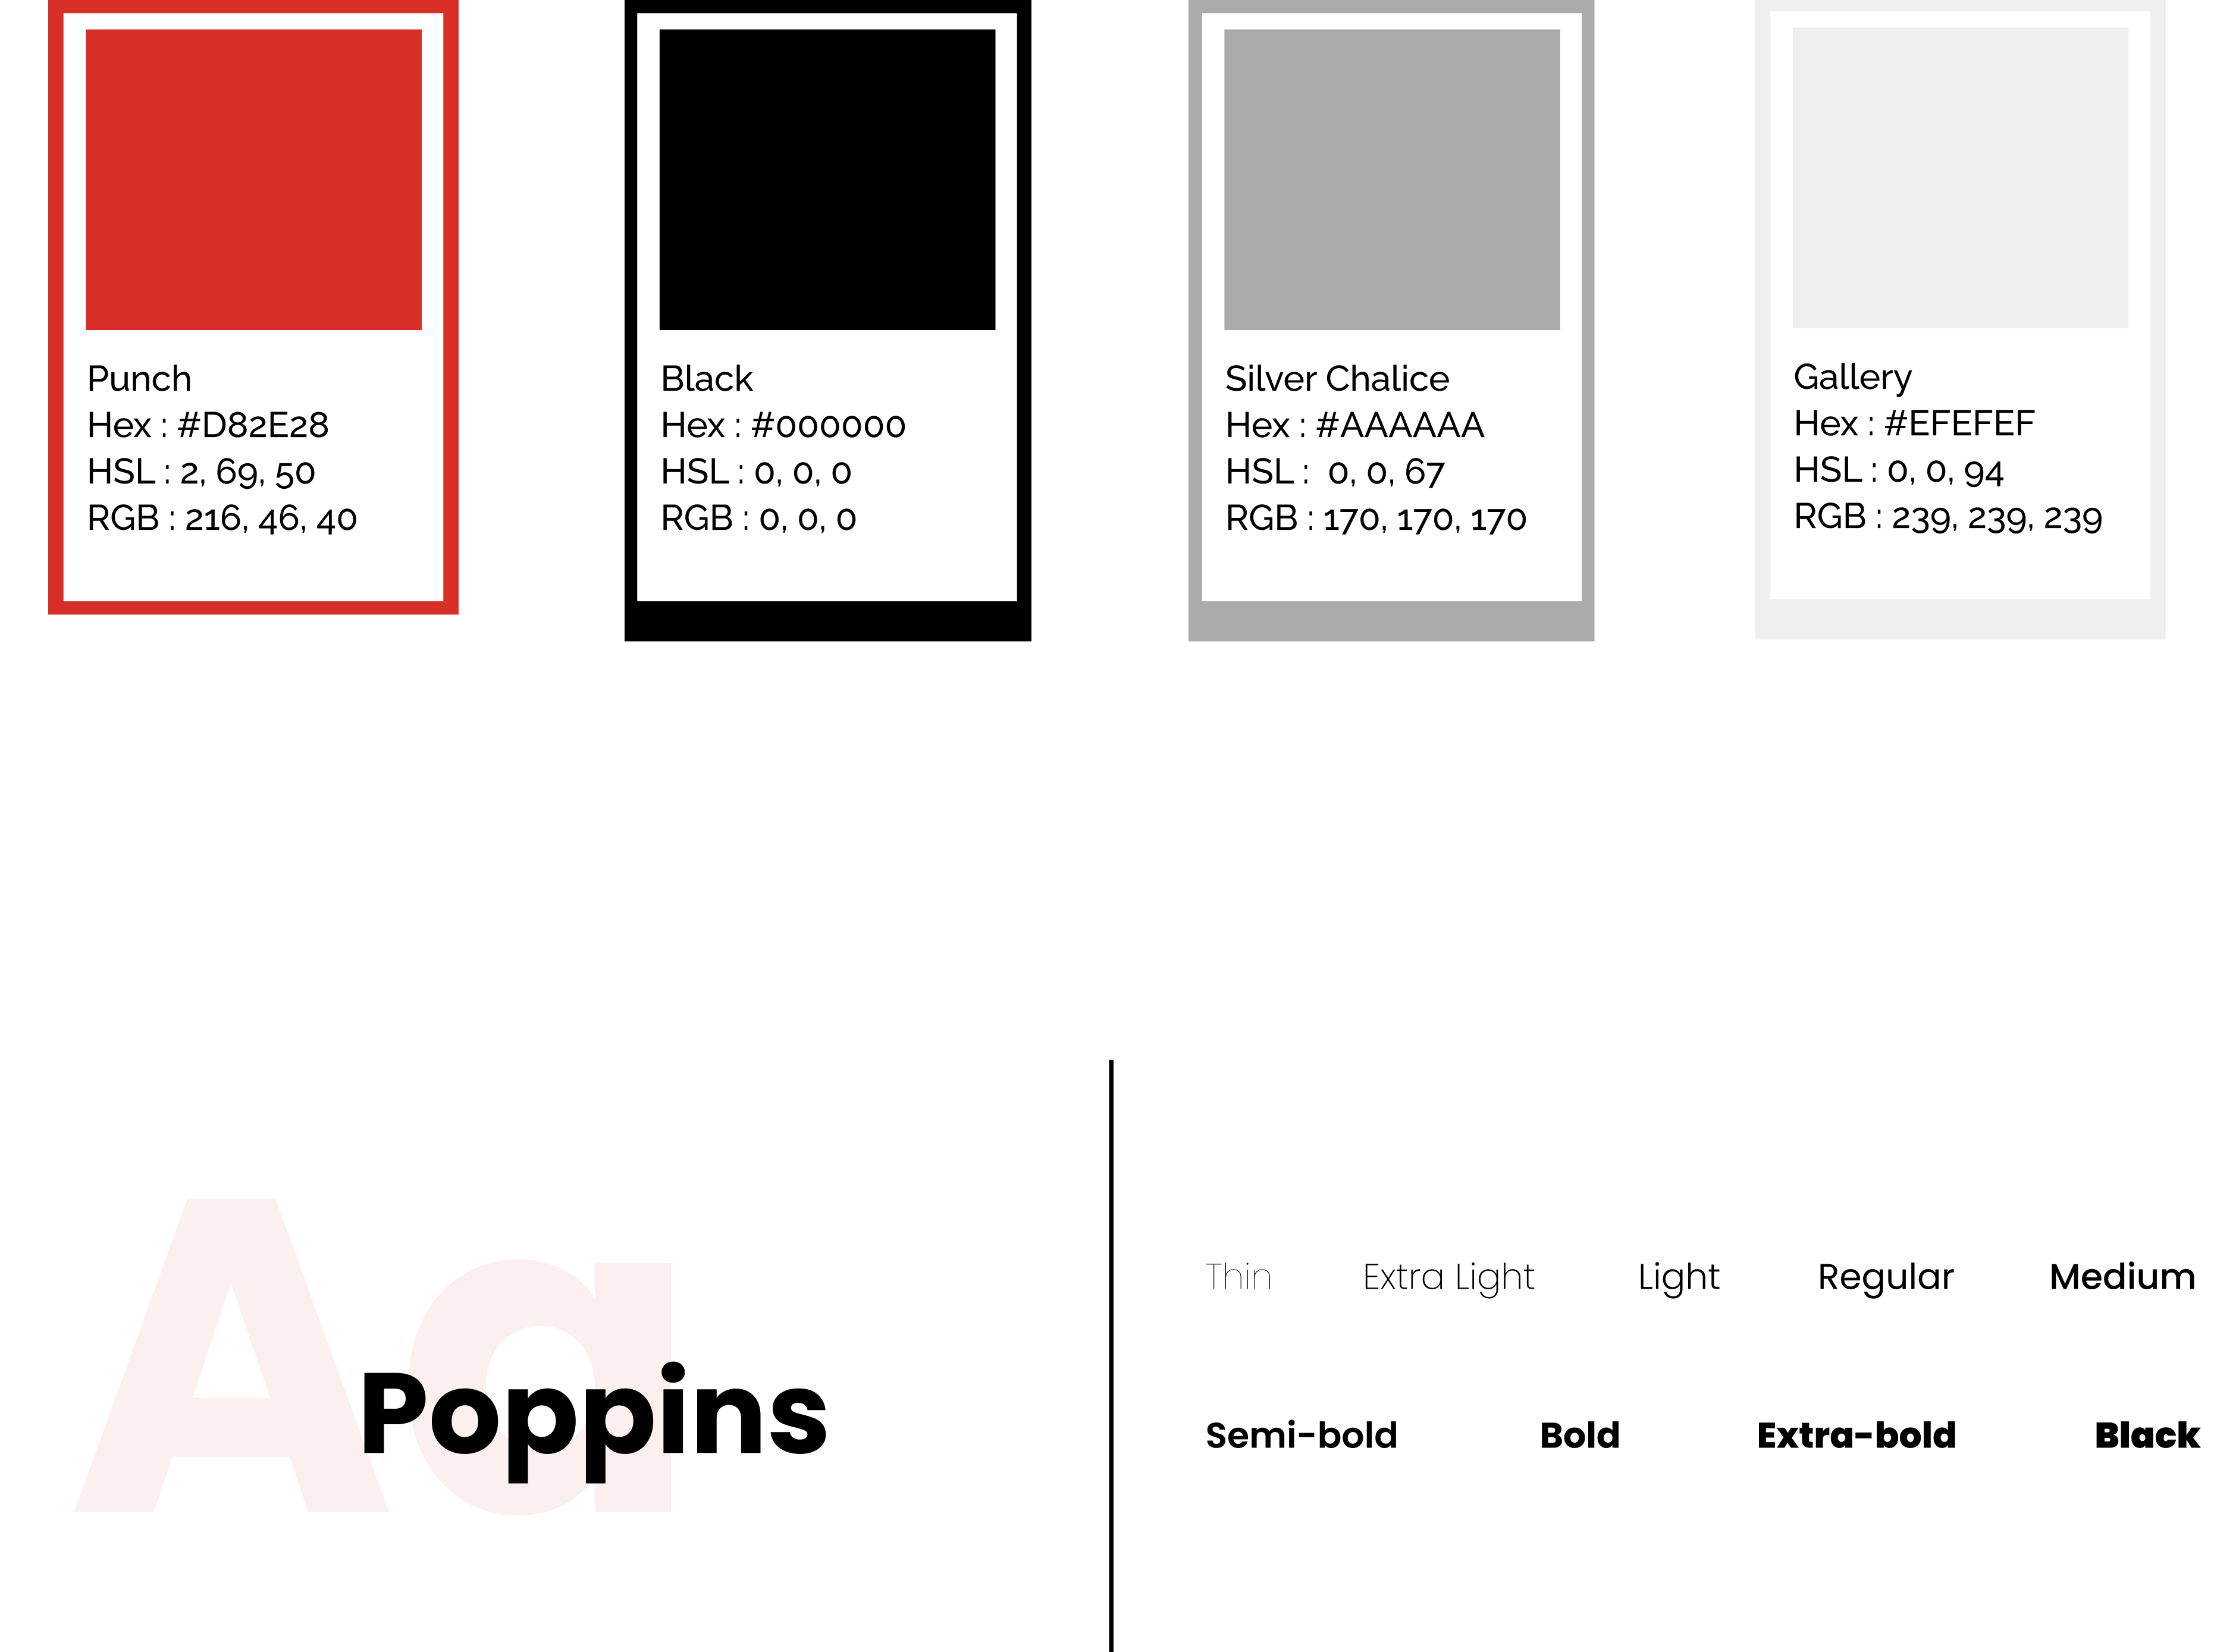 Punch
Hex : #D82E28
HSL : 2, 69, 50
RGB : 216, 46, 40
Black
Hex : #000000
HSL : 0, 0, 0
RGB : 0, 0, 0
Silver Chalice
Hex : #AAAAAA
HSL :  0, 0, 67
RGB : 170, 170, 170
Gallery
Hex : #EFEFEF
HSL : 0, 0, 94
RGB : 239, 239, 239
Aa
Poppins
Thin Extra Light Light Regular Medium
Semi-bold Bold Extra-bold Black